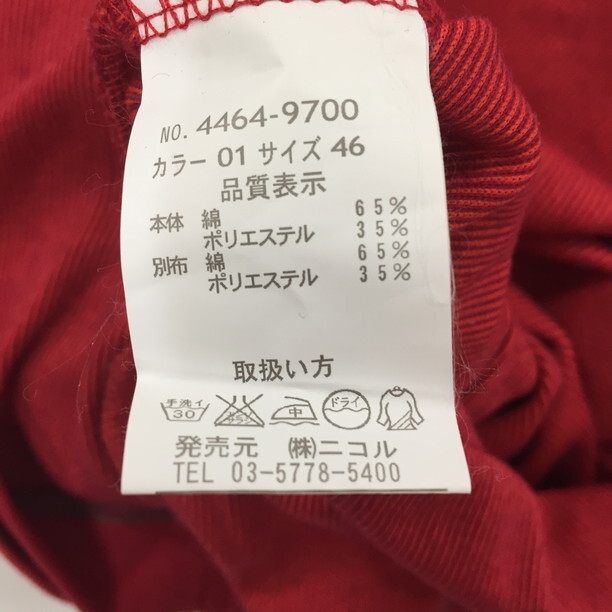 NO. 4464-9700
カラー 01 サイズ 46
品質表示
本体 綿 65%
ポリエステル 35%
別布 綿 65%
ポリエステル 35%
取扱い方
手洗イ 30 中 ドライ
発売元 (株)ニコル
TEL 03-5778-5400